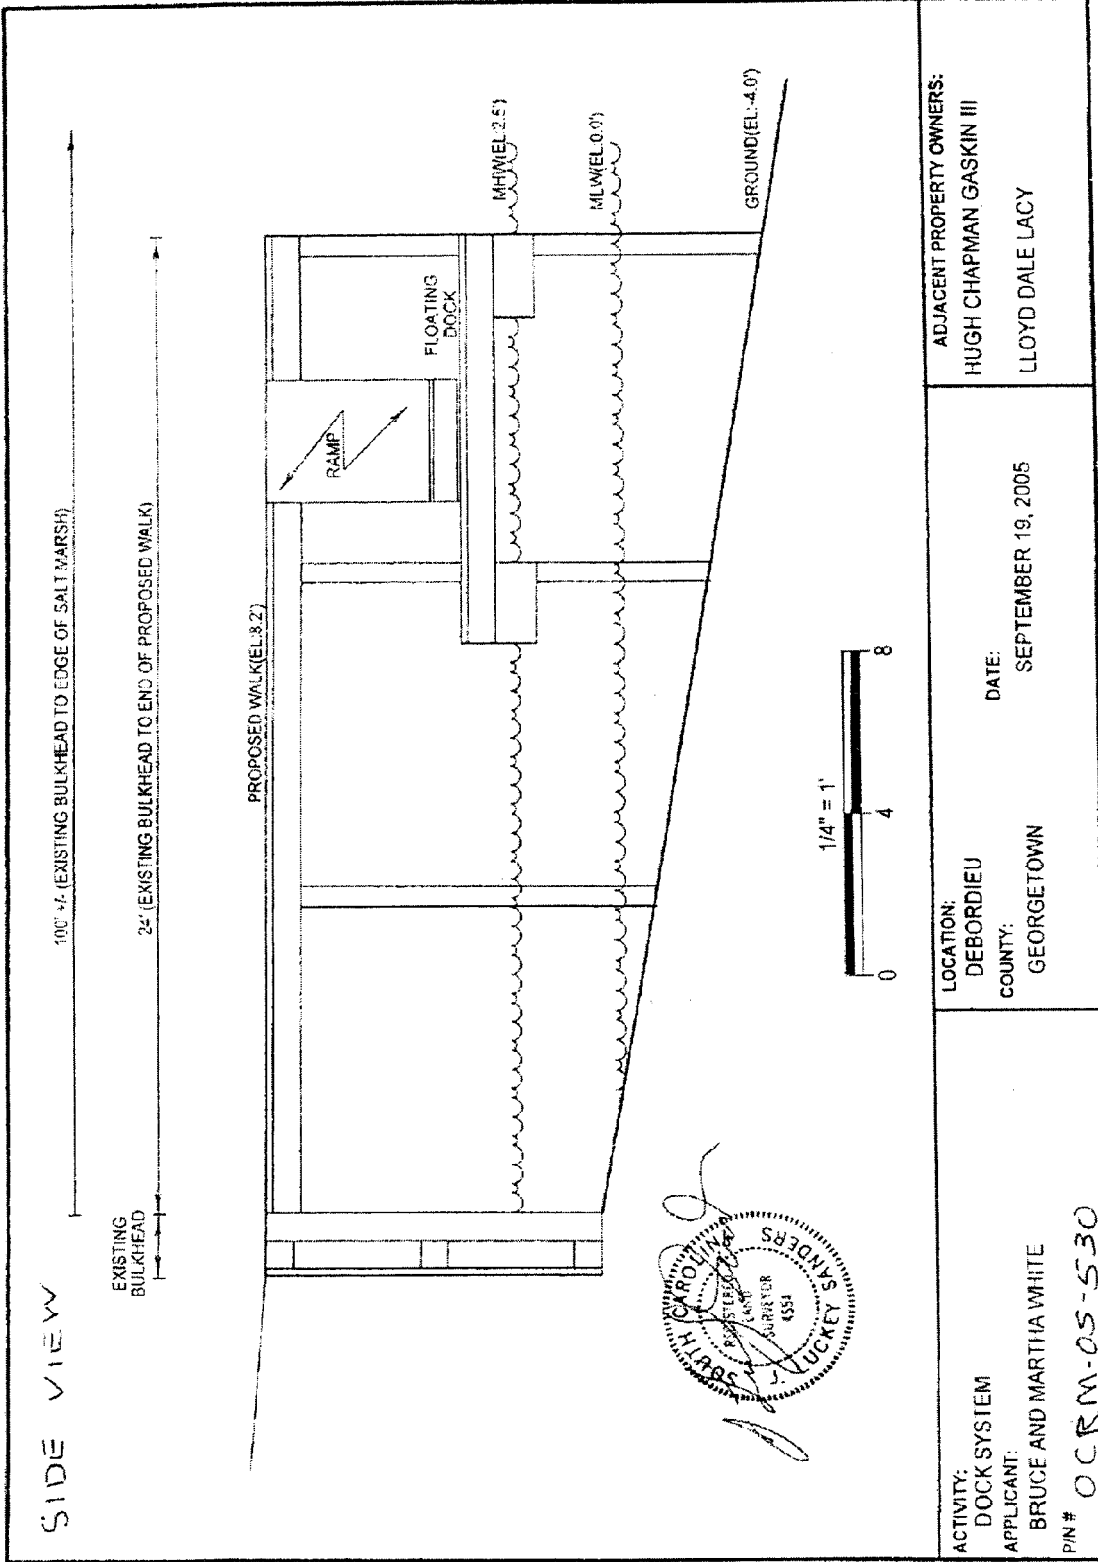 SIDE VIEW
100' +/- (EXISTING BULKHEAD TO EDGE OF SALT MARSH)
EXISTING
BULKHEAD
24' (EXISTING BULKHEAD TO END OF PROPOSED WALK)
PROPOSED WALK(EL:8.2')
RAMP
FLOATING
DOCK
MHW(EL:2.5')
MLW(EL:0.0')
GROUND(EL:-4.0')
1/4" = 1'
0 4 8
SOUTH CAROLINA
REGISTERED
LAND
SURVEYOR
4554
J. LUCKEY SANDERS
ACTIVITY:
DOCK SYSTEM
APPLICANT:
BRUCE AND MARTHA WHITE
PIN# OCRM-05-530
LOCATION:
DEBORDIEU
COUNTY:
GEORGETOWN
DATE:
SEPTEMBER 19, 2005
ADJACENT PROPERTY OWNERS:
HUGH CHAPMAN GASKIN III
LLOYD DALE LACY